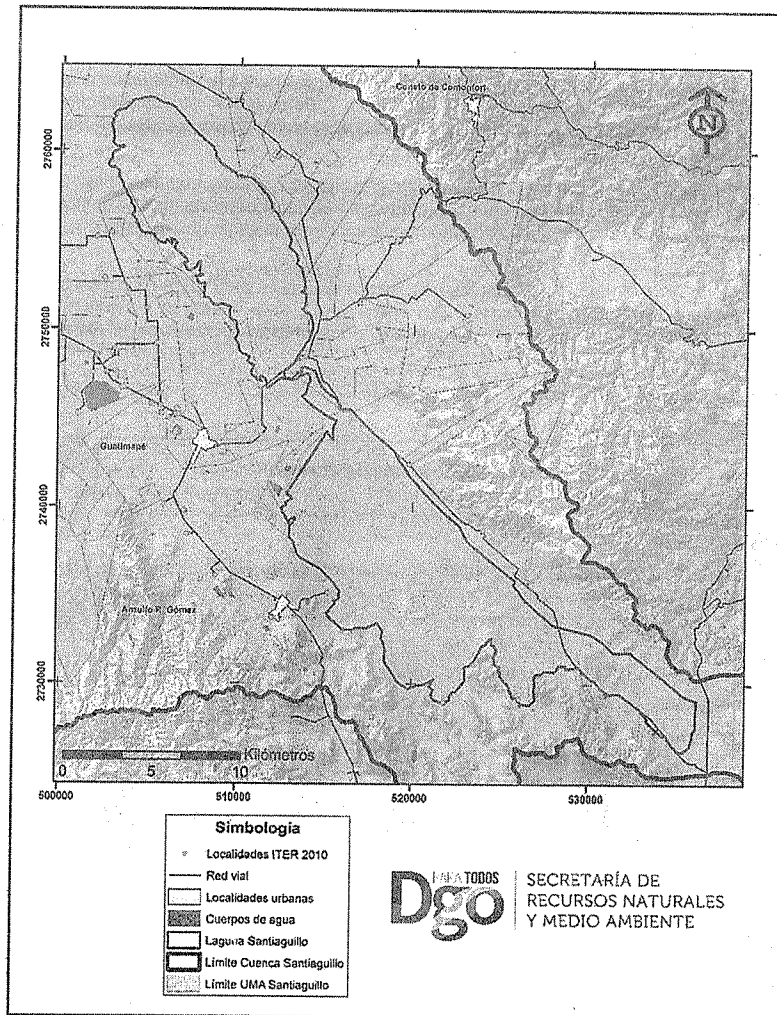 Coneto de Comonfort
N
2760000
2750000
Guatimapé
2740000
Arnulfo R. Gómez
2730000
Kilómetros
0 5 10
500000 510000 520000 530000
Simbología
Localidades ITER 2010
Red vial
Localidades urbanas
Cuerpos de agua
Laguna Santiaguillo
Límite Cuenca Santiaguillo
Límite UMA Santiaguillo
PARA TODOS
Dgo
SECRETARÍA DE
RECURSOS NATURALES
Y MEDIO AMBIENTE